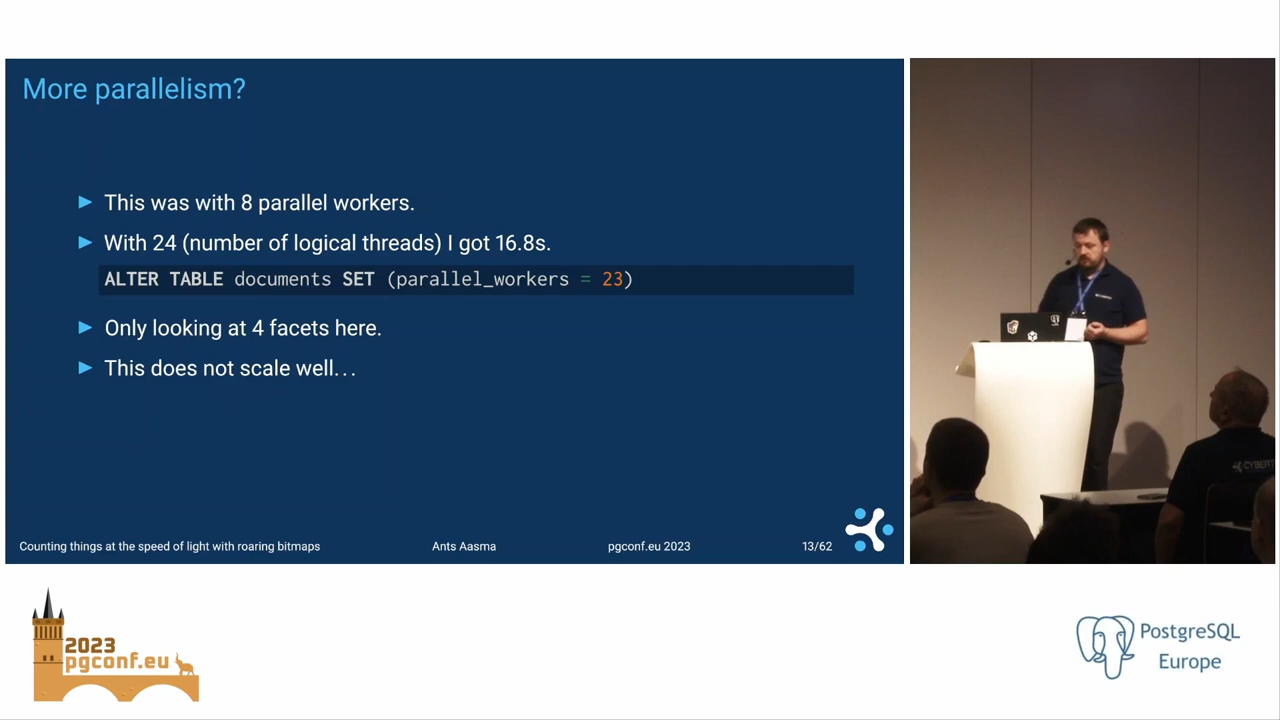 More parallelism?
This was with 8 parallel workers.
With 24 (number of logical threads) I got 16.8s.
ALTER TABLE documents SET (parallel_workers = 23)
Only looking at 4 facets here.
This does not scale well...
Counting things at the speed of light with roaring bitmaps
Ants Aasma
pgconf.eu 2023
13/62
2023
pgconf.eu
PostgreSQL
Europe